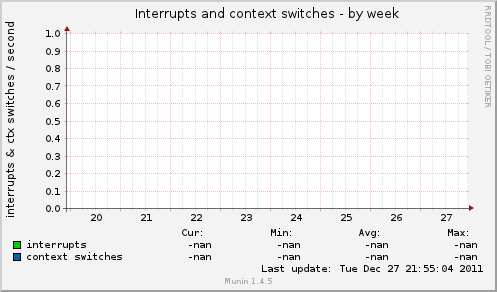 Interrupts and context switches - by week
RRDTOOL / TOBI OETIKER
interrupts & ctx switches / second
1.0
0.9
0.8
0.7
0.6
0.5
0.4
0.3
0.2
0.1
0.0
20 21 22 23 24 25 26 27
Cur: Min: Avg: Max:
interrupts -nan -nan -nan -nan
context switches -nan -nan -nan -nan
Last update: Tue Dec 27 21:55:04 2011
Munin 1.4.5